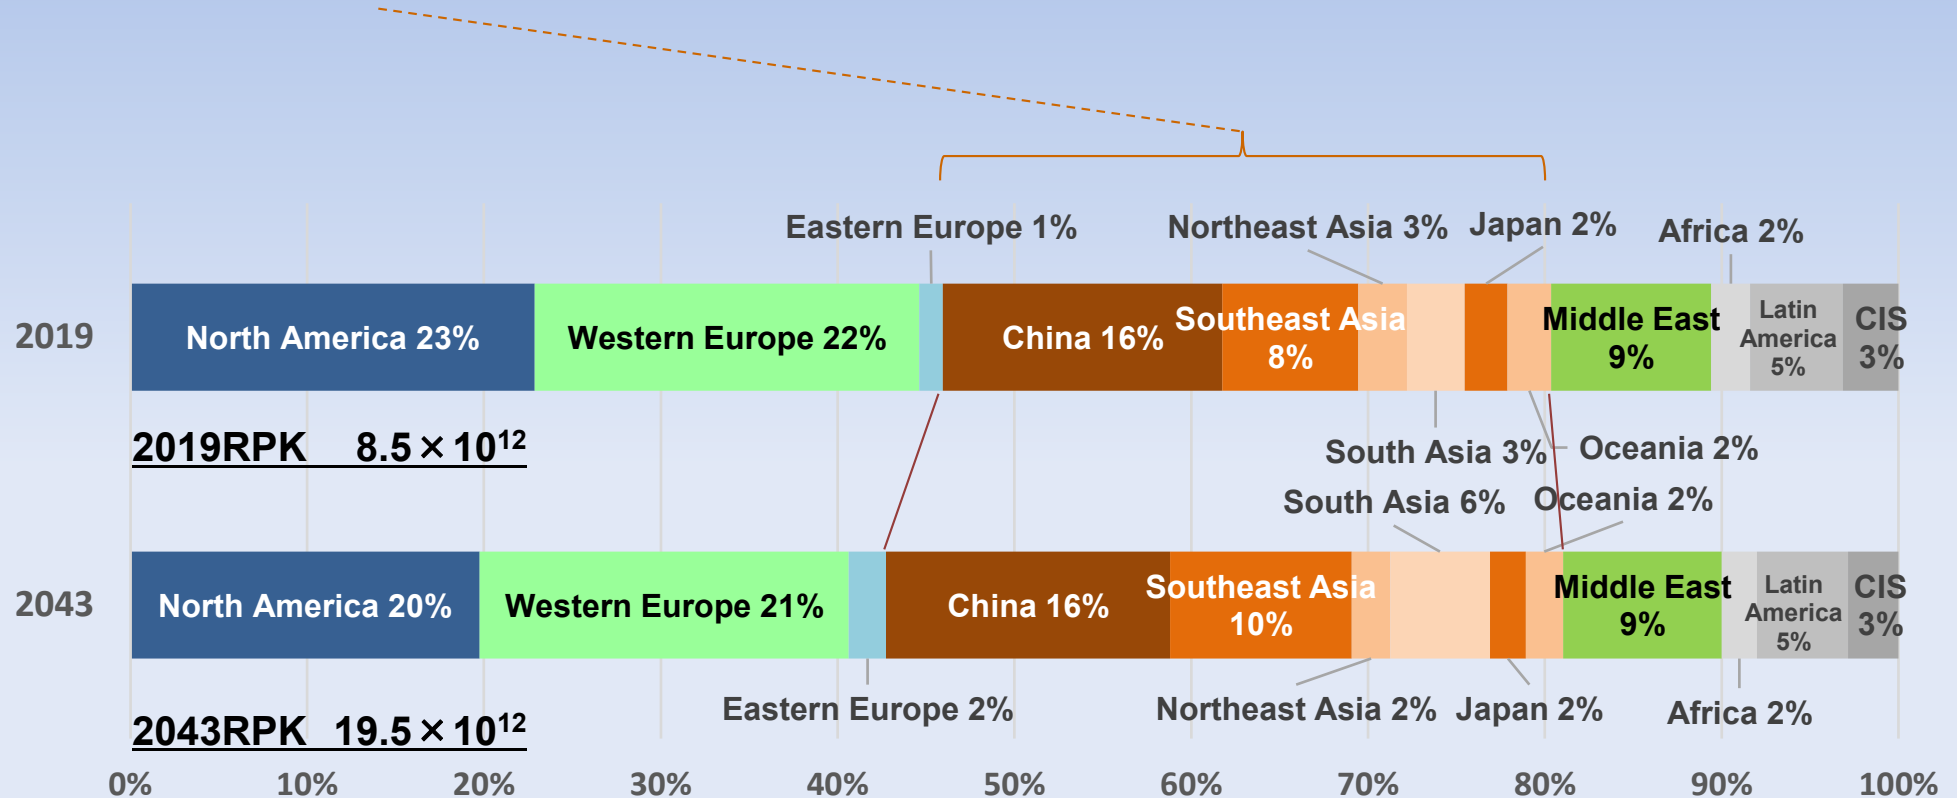 Eastern Europe 1%
Northeast Asia 3%
Japan 2%
Africa 2%
2019
North America 23%
Western Europe 22%
China 16%
Southeast Asia
8%
Middle East
9%
Latin
America
5%
CIS
3%
2019RPK 8.5×10¹²
South Asia 3%
Oceania 2%
South Asia 6%
Oceania 2%
2043
North America 20%
Western Europe 21%
China 16%
Southeast Asia
10%
Middle East
9%
Latin
America
5%
CIS
3%
Eastern Europe 2%
Northeast Asia 2%
Japan 2%
Africa 2%
2043RPK 19.5×10¹²
0% 10% 20% 30% 40% 50% 60% 70% 80% 90% 100%